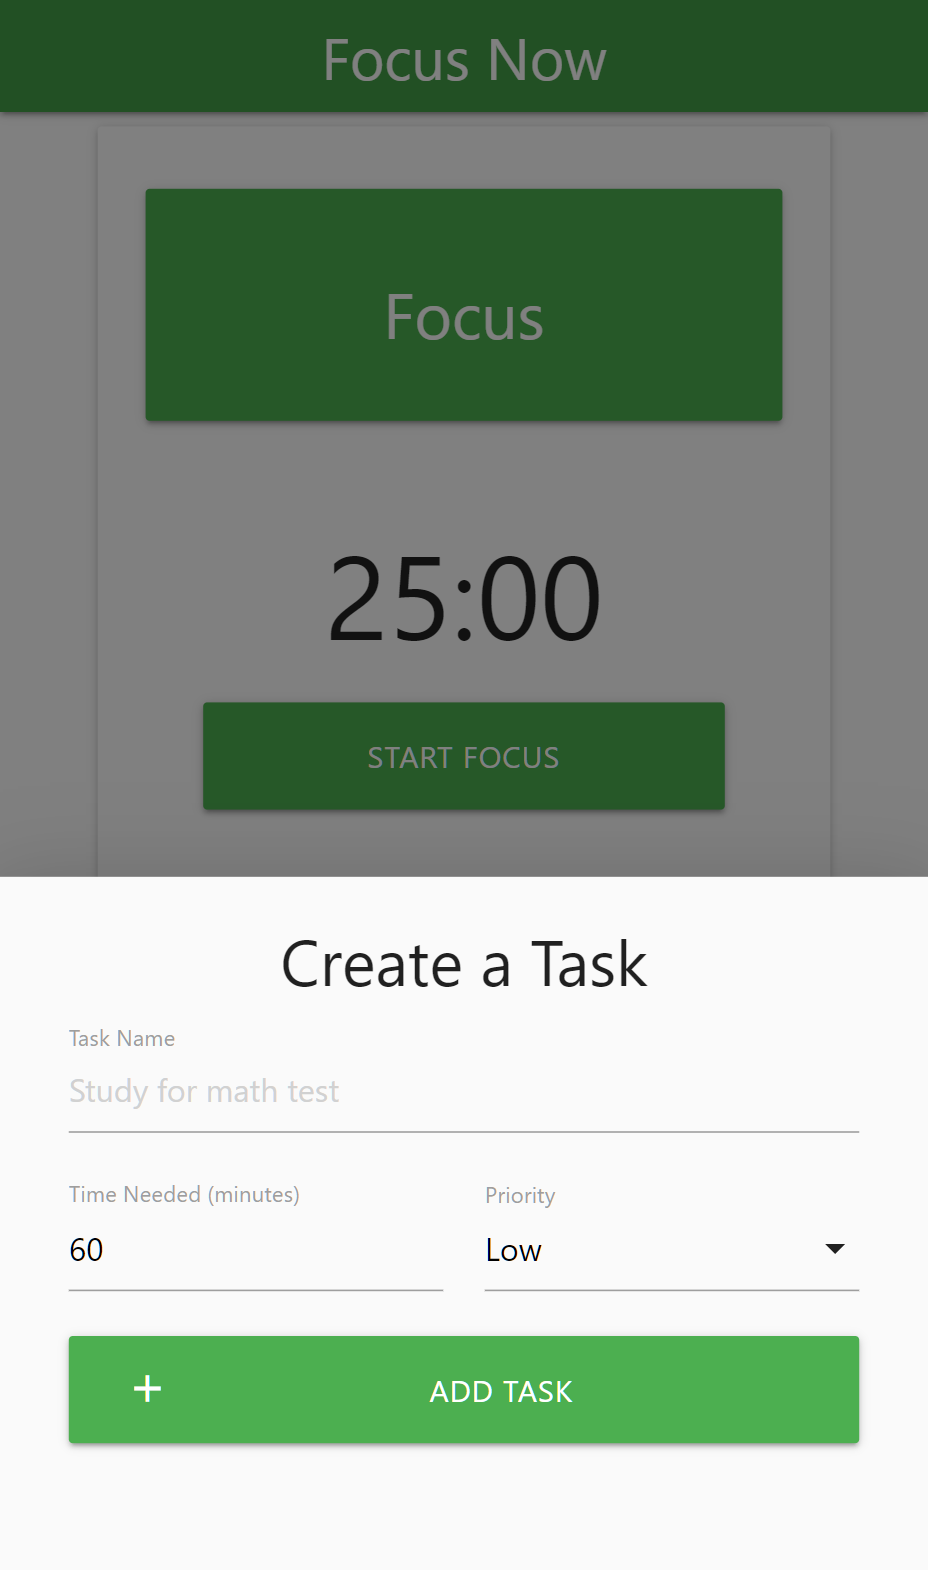 Focus Now
Focus
25:00
START FOCUS
Create a Task
Task Name
Study for math test
Time Needed (minutes) Priority
60 Low
+ ADD TASK